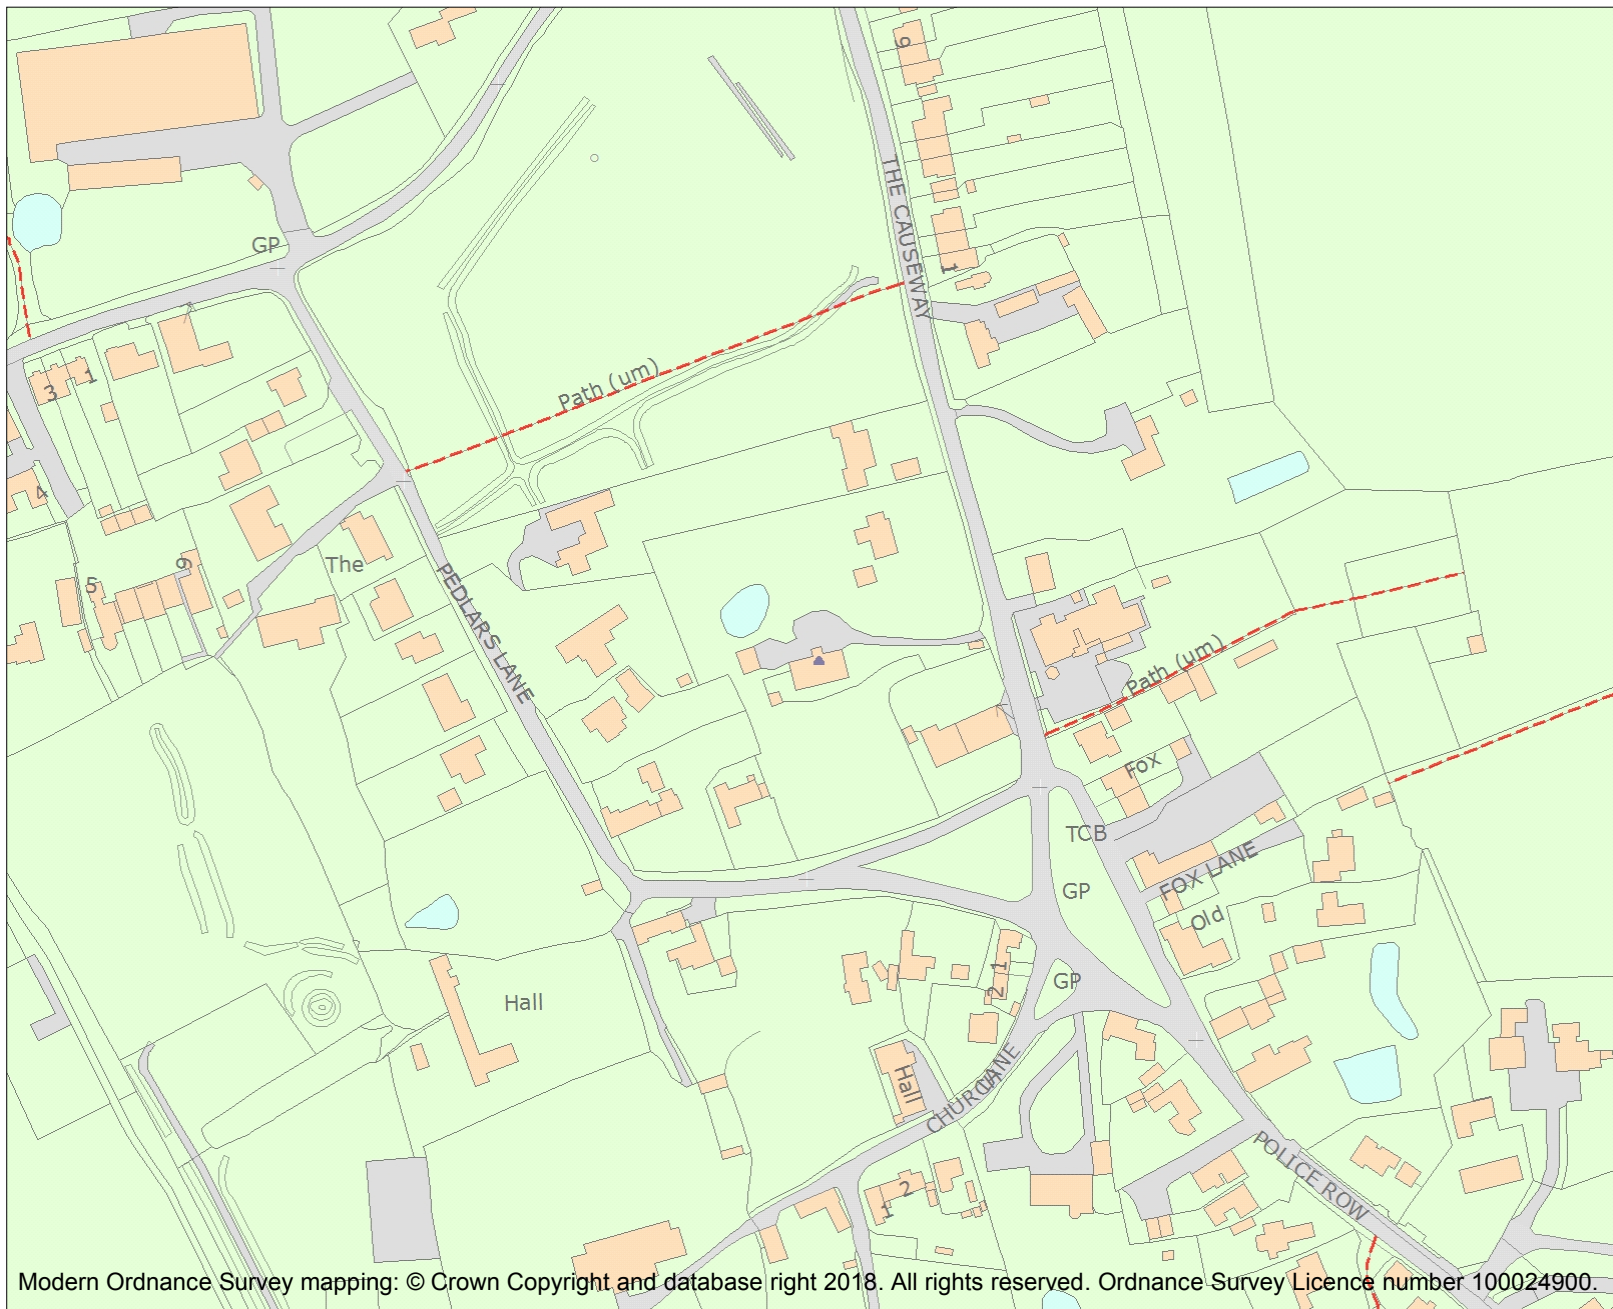 9
THE CAUSEWAY
GP
1
7
Path (um)
3
1
4
The
9
5
PEDLARS LANE
Path (um)
Fox
TCB
FOX LANE
GP
Old
1
2
GP
Hall
Hall
CHURCH
LANE
POLICE ROW
2
1
Modern Ordnance Survey mapping: © Crown Copyright and database right 2018. All rights reserved. Ordnance Survey Licence number 100024900.